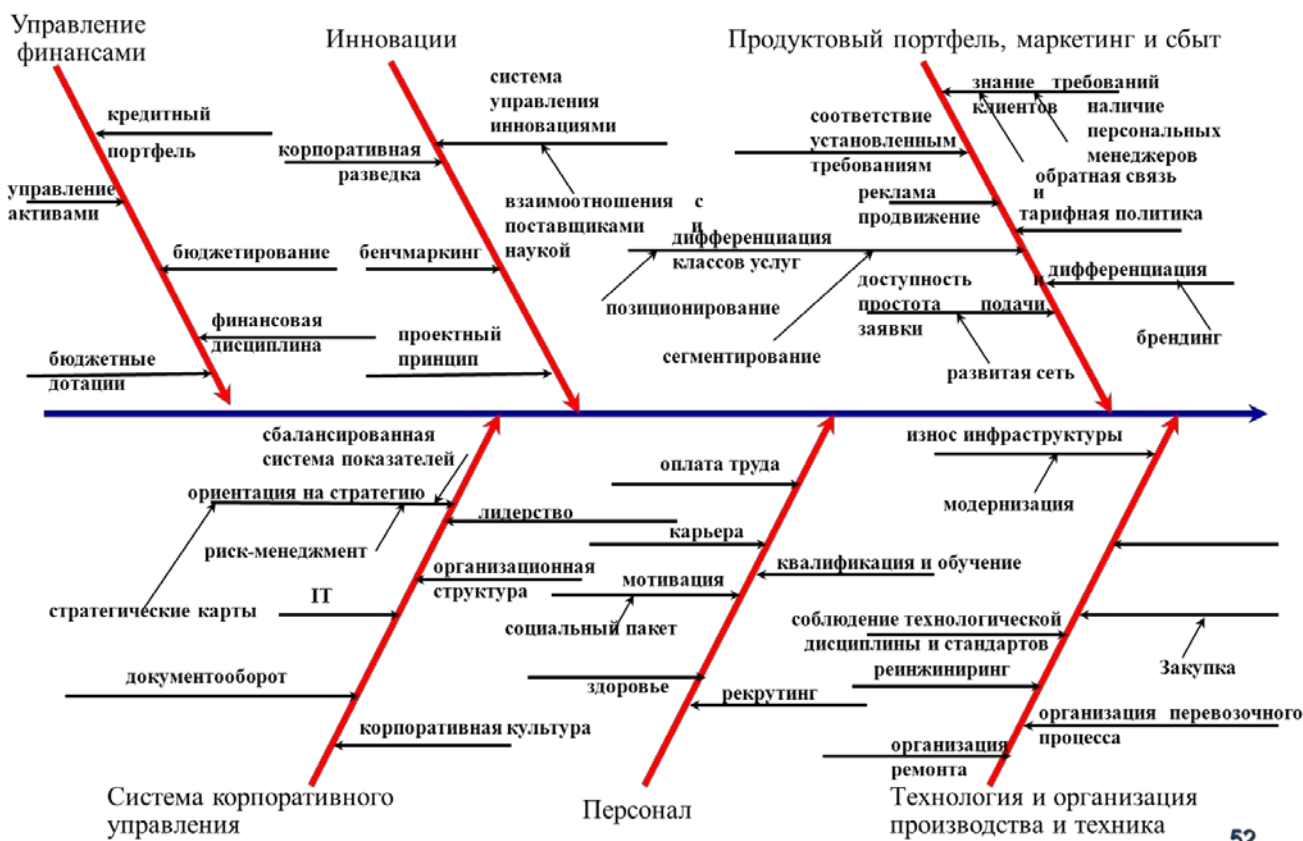 Управление
финансами
Инновации
Продуктовый портфель, маркетинг и сбыт
кредитный
портфель
управление
активами
бюджетирование
финансовая
дисциплина
бюджетные
дотации
система
управления
инновациями
корпоративная
разведка
взаимоотношения с
поставщиками и
наукой
бенчмаркинг
проектный
принцип
знание требований
клиентов
наличие
персональных
менеджеров
соответствие
установленным
требованиям
обратная связь
реклама и
продвижение
тарифная политика
дифференциация
классов услуг
позиционирование
сегментирование
доступность и
простота подачи
заявки
развитая сеть
дифференциация
брендинг
сбалансированная
система показателей
ориентация на стратегию
лидерство
риск-менеджмент
организационная
структура
стратегические карты
IT
документооборот
корпоративная культура
Система корпоративного
управления
оплата труда
карьера
квалификация и обучение
мотивация
социальный пакет
здоровье
рекрутинг
Персонал
износ инфраструктуры
модернизация
соблюдение технологической
дисциплины и стандартов
реинжиниринг
Закупка
организация перевозочного
процесса
организация
ремонта
Технология и организация
производства и техника
52